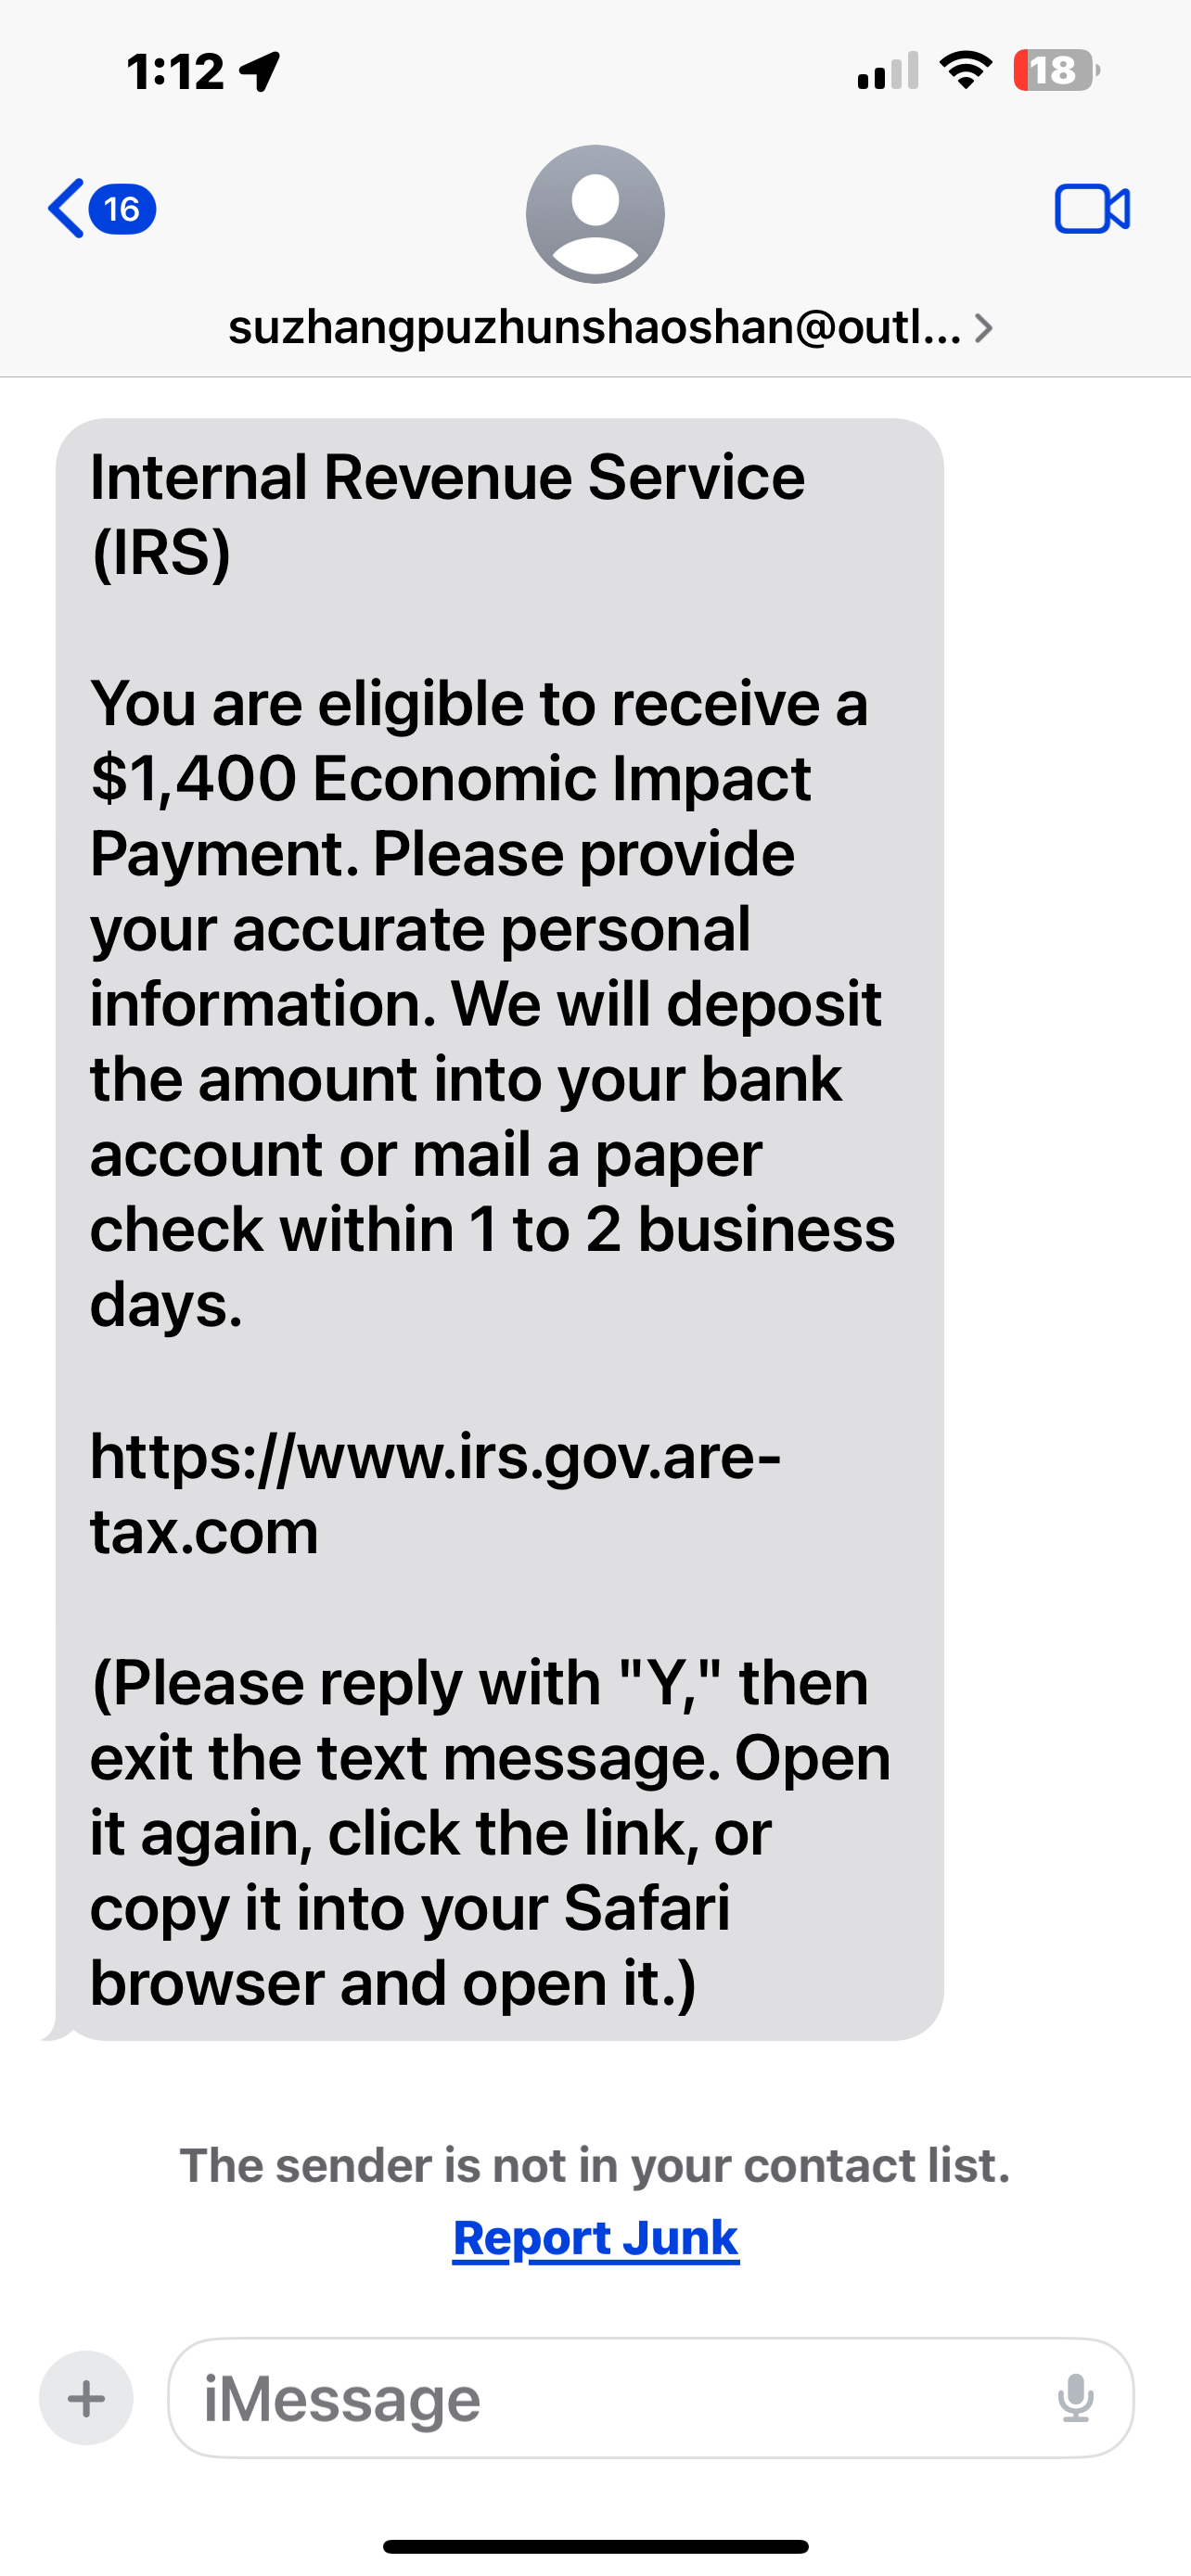 1:12
18
16
suzhangpuzhunshaoshan@outl...
Internal Revenue Service
(IRS)
You are eligible to receive a
$1,400 Economic Impact
Payment. Please provide
your accurate personal
information. We will deposit
the amount into your bank
account or mail a paper
check within 1 to 2 business
days.
https://www.irs.gov.are-
tax.com
(Please reply with "Y," then
exit the text message. Open
it again, click the link, or
copy it into your Safari
browser and open it.)
The sender is not in your contact list.
Report Junk
iMessage